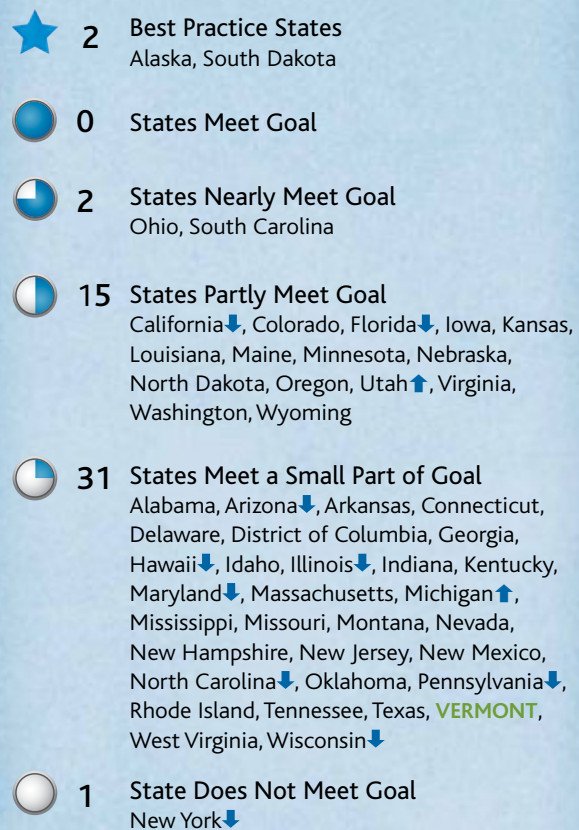 2 Best Practice States
Alaska, South Dakota
0 States Meet Goal
2 States Nearly Meet Goal
Ohio, South Carolina
15 States Partly Meet Goal
California⬇, Colorado, Florida⬇, Iowa, Kansas,
Louisiana, Maine, Minnesota, Nebraska,
North Dakota, Oregon, Utah⬆, Virginia,
Washington, Wyoming
31 States Meet a Small Part of Goal
Alabama, Arizona⬇, Arkansas, Connecticut,
Delaware, District of Columbia, Georgia,
Hawaii⬇, Idaho, Illinois⬇, Indiana, Kentucky,
Maryland⬇, Massachusetts, Michigan⬆,
Mississippi, Missouri, Montana, Nevada,
New Hampshire, New Jersey, New Mexico,
North Carolina⬇, Oklahoma, Pennsylvania⬇,
Rhode Island, Tennessee, Texas, VERMONT,
West Virginia, Wisconsin⬇
1 State Does Not Meet Goal
New York⬇